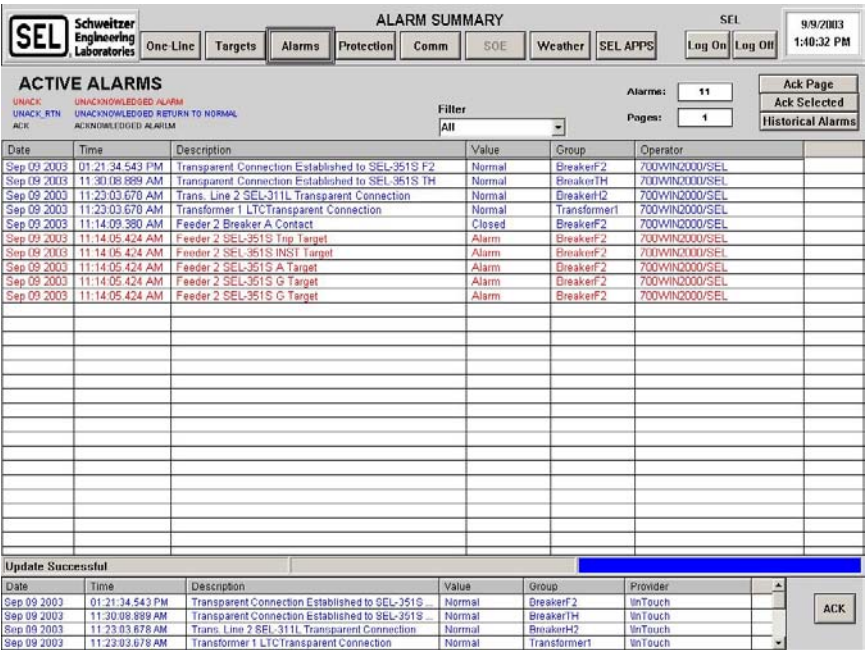 SEL Schweitzer Engineering Laboratories
ALARM SUMMARY
SEL
9/9/2003
1:40:32 PM
One-Line Targets Alarms Protection Comm SOE Weather SEL APPS Log On Log Off
ACTIVE ALARMS
UNACK UNACKNOWLEDGED ALARM
UNACK_RTN UNACKNOWLEDGED RETURN TO NORMAL
ACK ACKNOWLEDGED ALARLM
Filter
All
Alarms: 11
Pages: 1
Ack Page
Ack Selected
Historical Alarms
Date Time Description Value Group Operator
Sep 09 2003 01:21:34.543 PM Transparent Connection Established to SEL-351S F2 Normal BreakerF2 700WIN2000/SEL
Sep 09 2003 11:30:08.889 AM Transparent Connection Established to SEL-351S TH Normal BreakerTH 700WIN2000/SEL
Sep 09 2003 11:23:03.678 AM Trans. Line 2 SEL-311L Transparent Connection Normal BreakerH2 700WIN2000/SEL
Sep 09 2003 11:23:03.678 AM Transformer 1 LTCTransparent Connection Normal Transformer1 700WIN2000/SEL
Sep 09 2003 11:14:09.380 AM Feeder 2 Breaker A Contact Closed BreakerF2 700WIN2000/SEL
Sep 09 2003 11:14:05.424 AM Feeder 2 SEL-351S Trip Target Alarm BreakerF2 700WIN2000/SEL
Sep 09 2003 11:14:05.424 AM Feeder 2 SEL-351S INST Target Alarm BreakerF2 700WIN2000/SEL
Sep 09 2003 11:14:05.424 AM Feeder 2 SEL-351S A Target Alarm BreakerF2 700WIN2000/SEL
Sep 09 2003 11:14:05.424 AM Feeder 2 SEL-351S G Target Alarm BreakerF2 700WIN2000/SEL
Sep 09 2003 11:14:05.424 AM Feeder 2 SEL-351S G Target Alarm BreakerF2 700WIN2000/SEL
Update Successful
Date Time Description Value Group Provider
Sep 09 2003 01:21:34.543 PM Transparent Connection Established to SEL-351S ... Normal BreakerF2 \InTouch
Sep 09 2003 11:30:08.889 AM Transparent Connection Established to SEL-351S ... Normal BreakerTH \InTouch
Sep 09 2003 11:23:03.678 AM Trans. Line 2 SEL-311L Transparent Connection Normal BreakerH2 \InTouch
Sep 09 2003 11:23:03.678 AM Transformer 1 LTCTransparent Connection Normal Transformer1 \InTouch
ACK